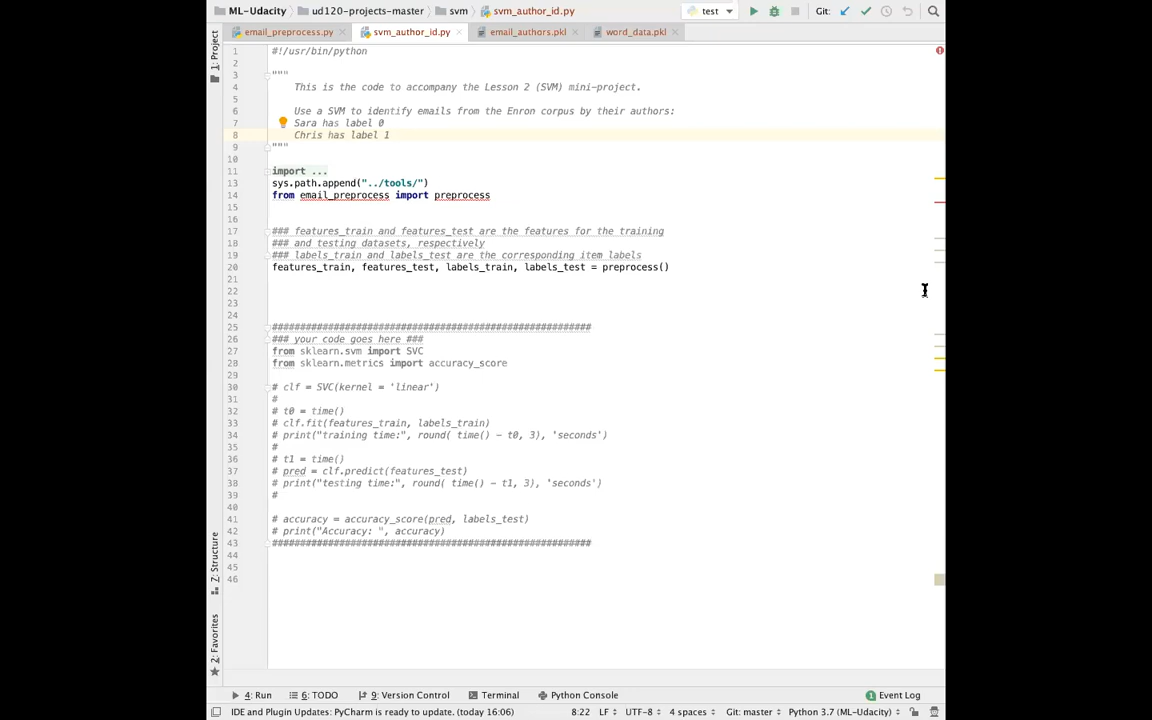 ML-Udacity ud120-projects-master svm svm_author_id.py test Git:
email_preprocess.py svm_author_id.py email_authors.pkl word_data.pkl
1: Project
1 #!/usr/bin/python
2
3 """
4 This is the code to accompany the Lesson 2 (SVM) mini-project.
5
6 Use a SVM to identify emails from the Enron corpus by their authors:
7 Sara has label 0
8 Chris has label 1
9 """
10
11 import ...
13 sys.path.append("../tools/")
14 from email_preprocess import preprocess
15
16
17 ### features_train and features_test are the features for the training
18 ### and testing datasets, respectively
19 ### labels_train and labels_test are the corresponding item labels
20 features_train, features_test, labels_train, labels_test = preprocess()
21
22
23
24
25 #########################################################
26 ### your code goes here ###
27 from sklearn.svm import SVC
28 from sklearn.metrics import accuracy_score
29
30 # clf = SVC(kernel = 'linear')
31 #
32 # t0 = time()
33 # clf.fit(features_train, labels_train)
34 # print("training time:", round( time() - t0, 3), 'seconds')
35 #
36 # t1 = time()
37 # pred = clf.predict(features_test)
38 # print("testing time:", round( time() - t1, 3), 'seconds')
39 #
40
41 # accuracy = accuracy_score(pred, labels_test)
42 # print("Accuracy: ", accuracy)
43 #########################################################
44
45
46
7: Structure
2: Favorites
4: Run 6: TODO 9: Version Control Terminal Python Console 1 Event Log
IDE and Plugin Updates: PyCharm is ready to update. (today 16:06) 8:22 LF UTF-8 4 spaces Git: master Python 3.7 (ML-Udacity)